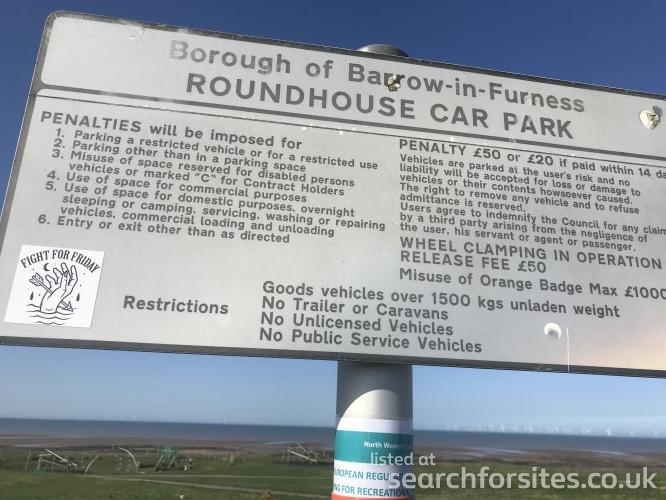 Borough of Barrow-in-Furness
ROUNDHOUSE CAR PARK
PENALTIES will be imposed for
1. Parking a restricted vehicle or for a restricted use
2. Parking other than in a parking space
3. Misuse of space reserved for disabled persons
vehicles or marked "C" for Contract Holders
4. Use of space for commercial purposes
5. Use of space for domestic purposes, overnight
sleeping or camping, servicing, washing or repairing
vehicles, commercial loading and unloading
6. Entry or exit other than as directed
PENALTY £50 or £20 if paid within 14 da
Vehicles are parked at the user's risk and no
liability will be accepted for loss or damage to
vehicles or their contents howsoever caused.
The right to remove any vehicle and to refuse
admittance is reserved.
Users agree to indemnify the Council for any claim
by a third party arising from the negligence of
the user, his servant or agent or passenger.
WHEEL CLAMPING IN OPERATION
RELEASE FEE £50
Misuse of Orange Badge Max £1000
FIGHT FOR FRIDAY
Restrictions
Goods vehicles over 1500 kgs unladen weight
No Trailer or Caravans
No Unlicensed Vehicles
No Public Service Vehicles
North Western
EUROPEAN REGU
NG FOR RECREATIONA
listed at
searchforsites.co.uk